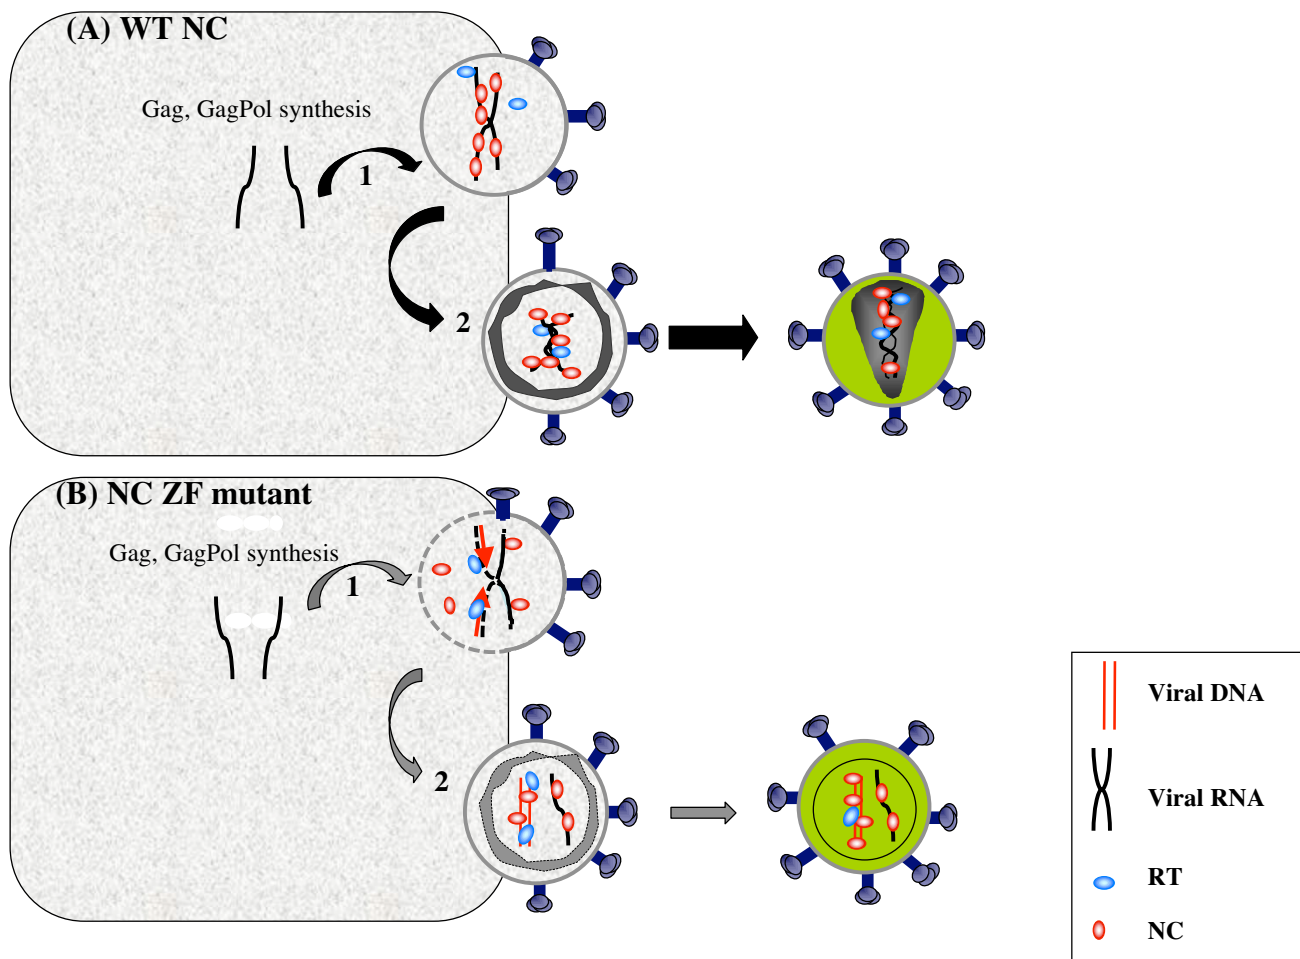 (A) WT NC
Gag, GagPol synthesis
1
2
(B) NC ZF mutant
Gag, GagPol synthesis
1
2
Viral DNA
Viral RNA
RT
NC